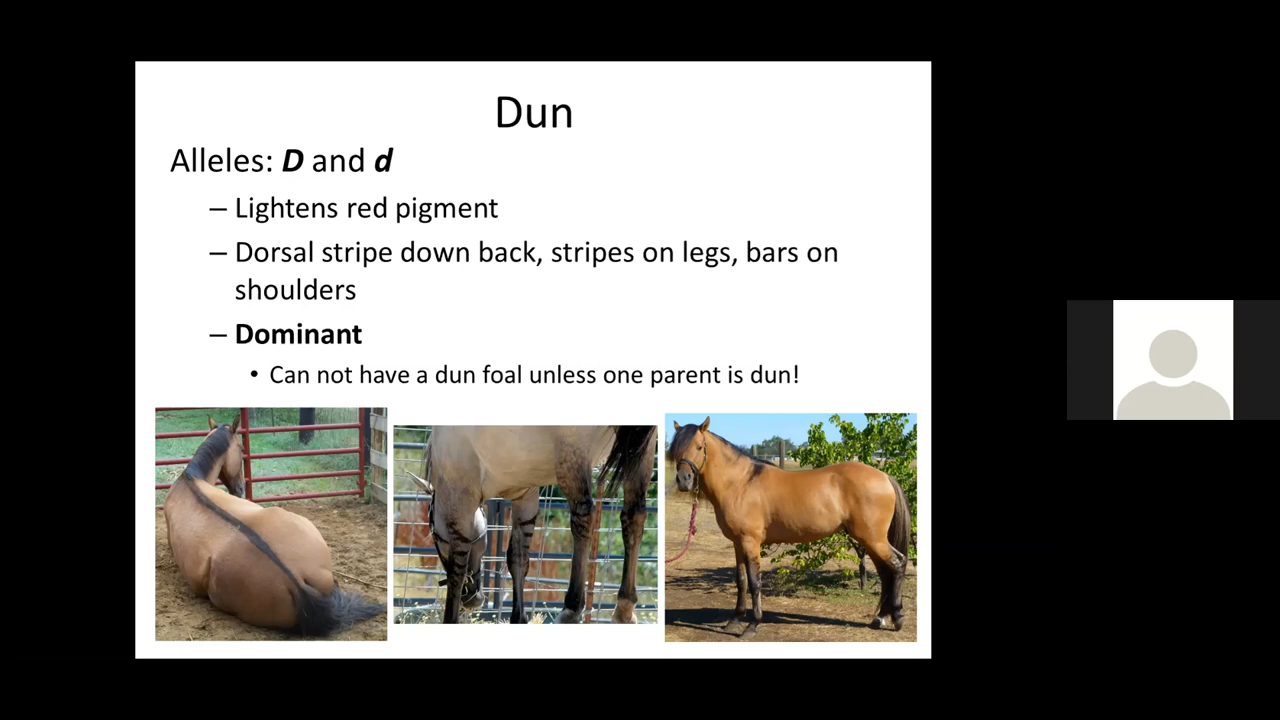 Dun
Alleles: D and d
– Lightens red pigment
– Dorsal stripe down back, stripes on legs, bars on
shoulders
– Dominant
• Can not have a dun foal unless one parent is dun!